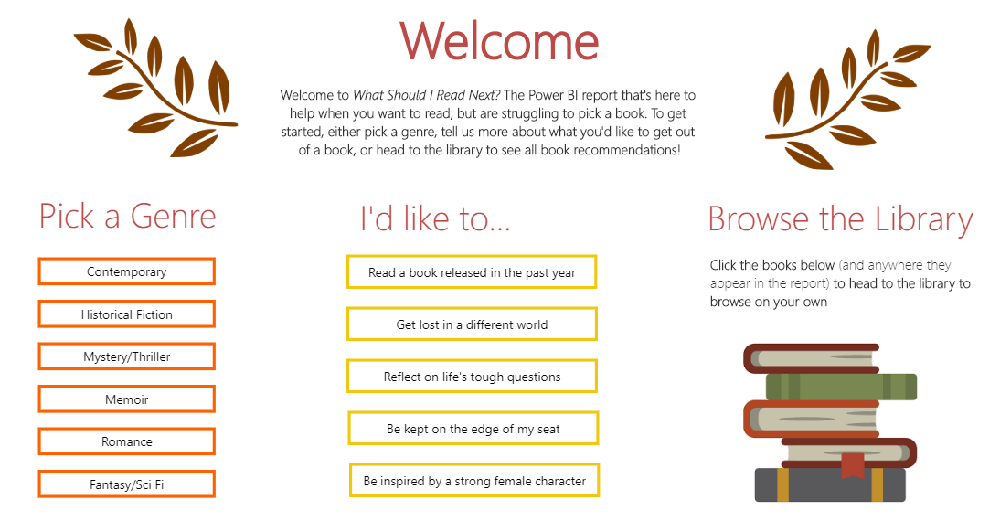 Welcome
Welcome to What Should I Read Next? The Power BI report that's here to
help when you want to read, but are struggling to pick a book. To get
started, either pick a genre, tell us more about what you'd like to get out
of a book, or head to the library to see all book recommendations!
Pick a Genre
Contemporary
Historical Fiction
Mystery/Thriller
Memoir
Romance
Fantasy/Sci Fi
I'd like to...
Read a book released in the past year
Get lost in a different world
Reflect on life's tough questions
Be kept on the edge of my seat
Be inspired by a strong female character
Browse the Library
Click the books below (and anywhere they
appear in the report) to head to the library to
browse on your own